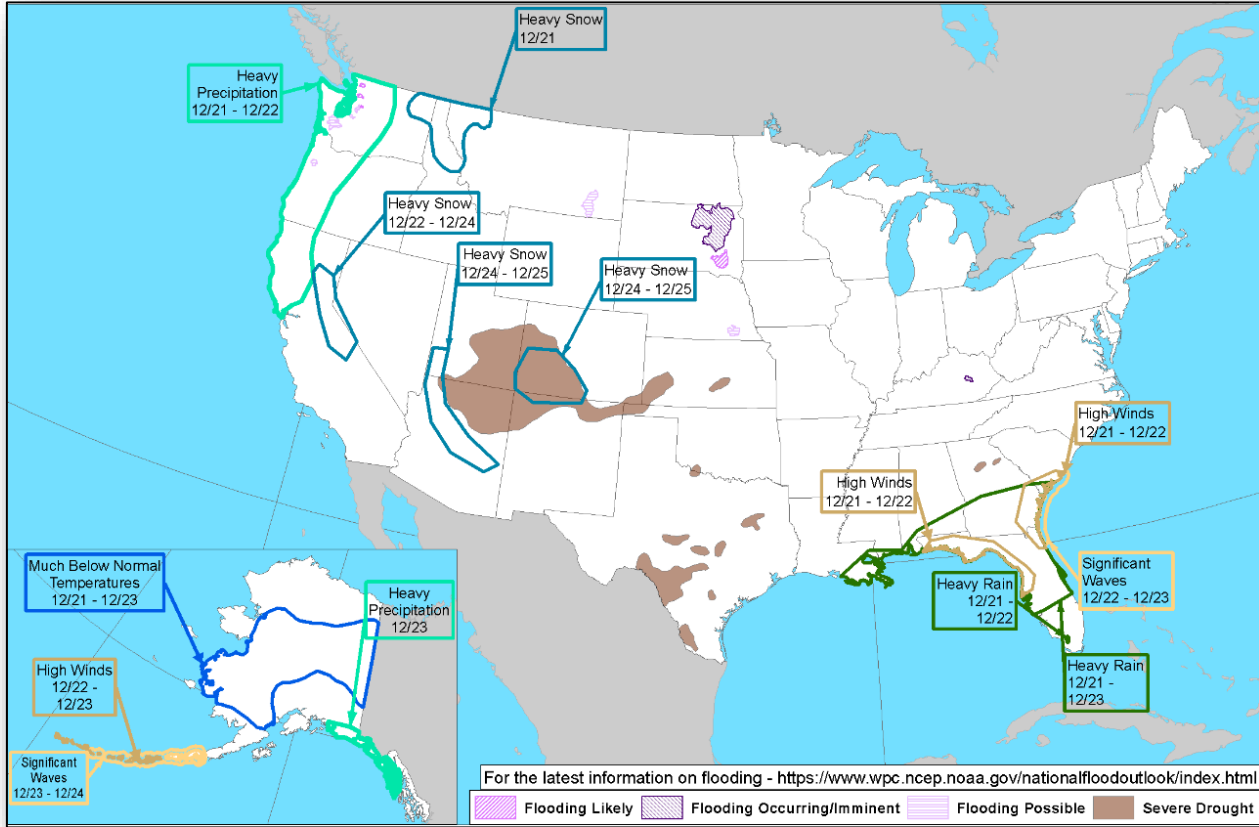 Heavy Snow
12/21
Heavy
Precipitation
12/21 - 12/22
Heavy Snow
12/22 - 12/24
Heavy Snow
12/24 - 12/25
Heavy Snow
12/24 - 12/25
High Winds
12/21 - 12/22
High Winds
12/21 - 12/22
Significant
Waves
12/22 - 12/23
Heavy Rain
12/21 -
12/22
Heavy Rain
12/21 -
12/23
Much Below Normal
Temperatures
12/21 - 12/23
Heavy
Precipitation
12/23
High Winds
12/22 -
12/23
Significant
Waves
12/23 - 12/24
For the latest information on flooding - https://www.wpc.ncep.noaa.gov/nationalfloodoutlook/index.html
Flooding Likely Flooding Occurring/Imminent Flooding Possible Severe Drought